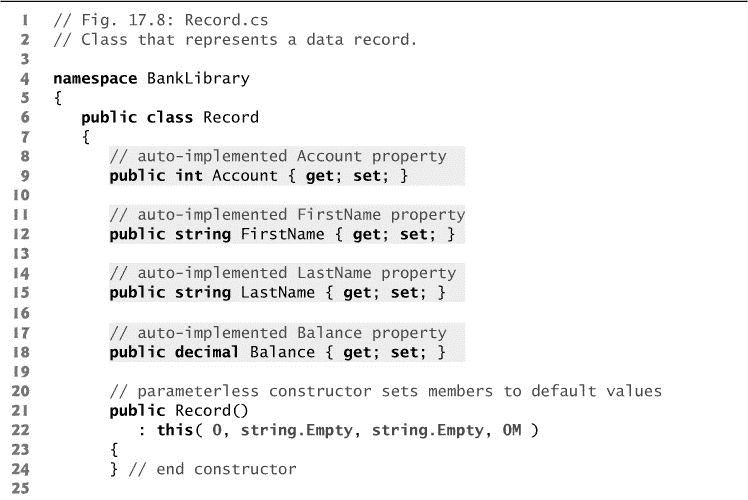 1 // Fig. 17.8: Record.cs
2 // Class that represents a data record.
3
4 namespace BankLibrary
5 {
6 public class Record
7 {
8 // auto-implemented Account property
9 public int Account { get; set; }
10
11 // auto-implemented FirstName property
12 public string FirstName { get; set; }
13
14 // auto-implemented LastName property
15 public string LastName { get; set; }
16
17 // auto-implemented Balance property
18 public decimal Balance { get; set; }
19
20 // parameterless constructor sets members to default values
21 public Record()
22 : this( 0, string.Empty, string.Empty, 0M )
23 {
24 } // end constructor
25